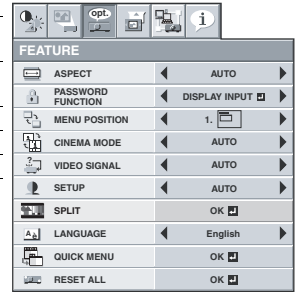 opt.
FEATURE
ASPECT AUTO
PASSWORD FUNCTION DISPLAY INPUT
MENU POSITION 1.
CINEMA MODE AUTO
VIDEO SIGNAL AUTO
SETUP AUTO
SPLIT OK
LANGUAGE English
QUICK MENU OK
RESET ALL OK